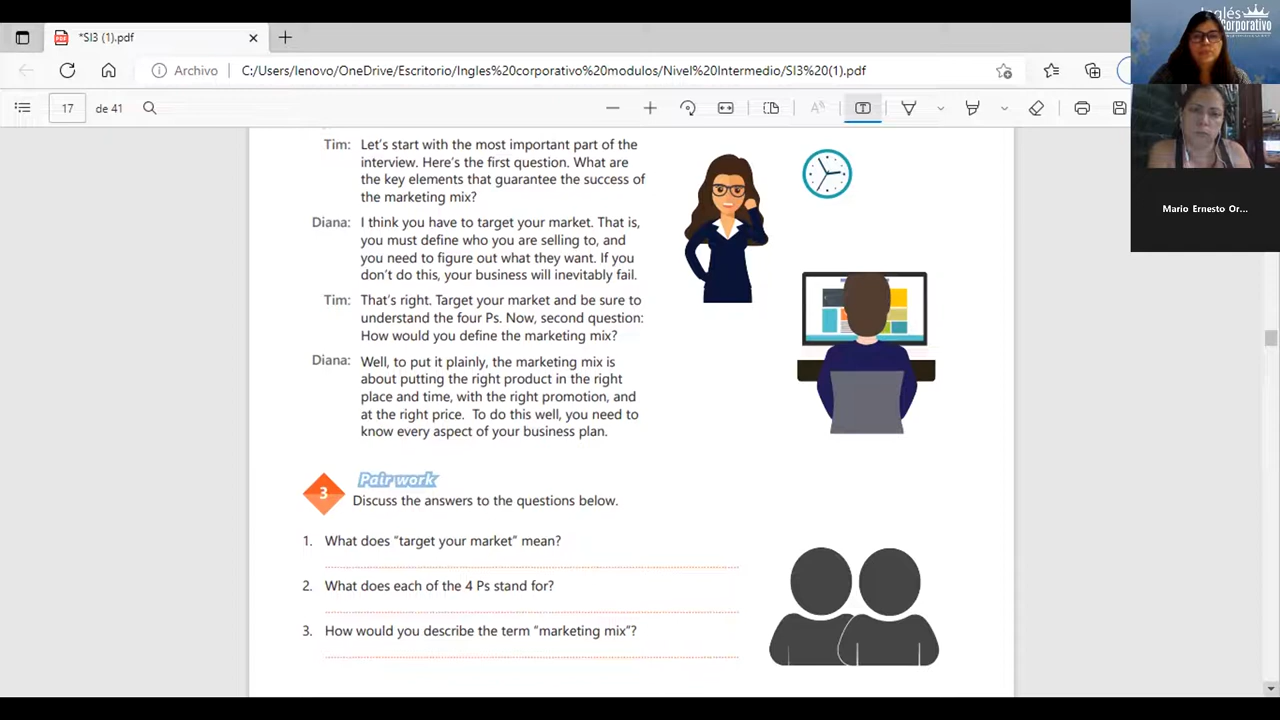 *SI3 (1).pdf
Archivo
C:/Users/lenovo/OneDrive/Escritorio/Ingles%20corporativo%20modulos/Nivel%20Intermedio/SI3%20(1).pdf
17 de 41
Inglés
Corporativo
Mario Ernesto Or...
Tim: Let's start with the most important part of the
interview. Here's the first question. What are
the key elements that guarantee the success of
the marketing mix?
Diana: I think you have to target your market. That is,
you must define who you are selling to, and
you need to figure out what they want. If you
don't do this, your business will inevitably fail.
Tim: That's right. Target your market and be sure to
understand the four Ps. Now, second question:
How would you define the marketing mix?
Diana: Well, to put it plainly, the marketing mix is
about putting the right product in the right
place and time, with the right promotion, and
at the right price. To do this well, you need to
know every aspect of your business plan.
3
Pair work
Discuss the answers to the questions below.
1. What does "target your market" mean?
2. What does each of the 4 Ps stand for?
3. How would you describe the term "marketing mix"?